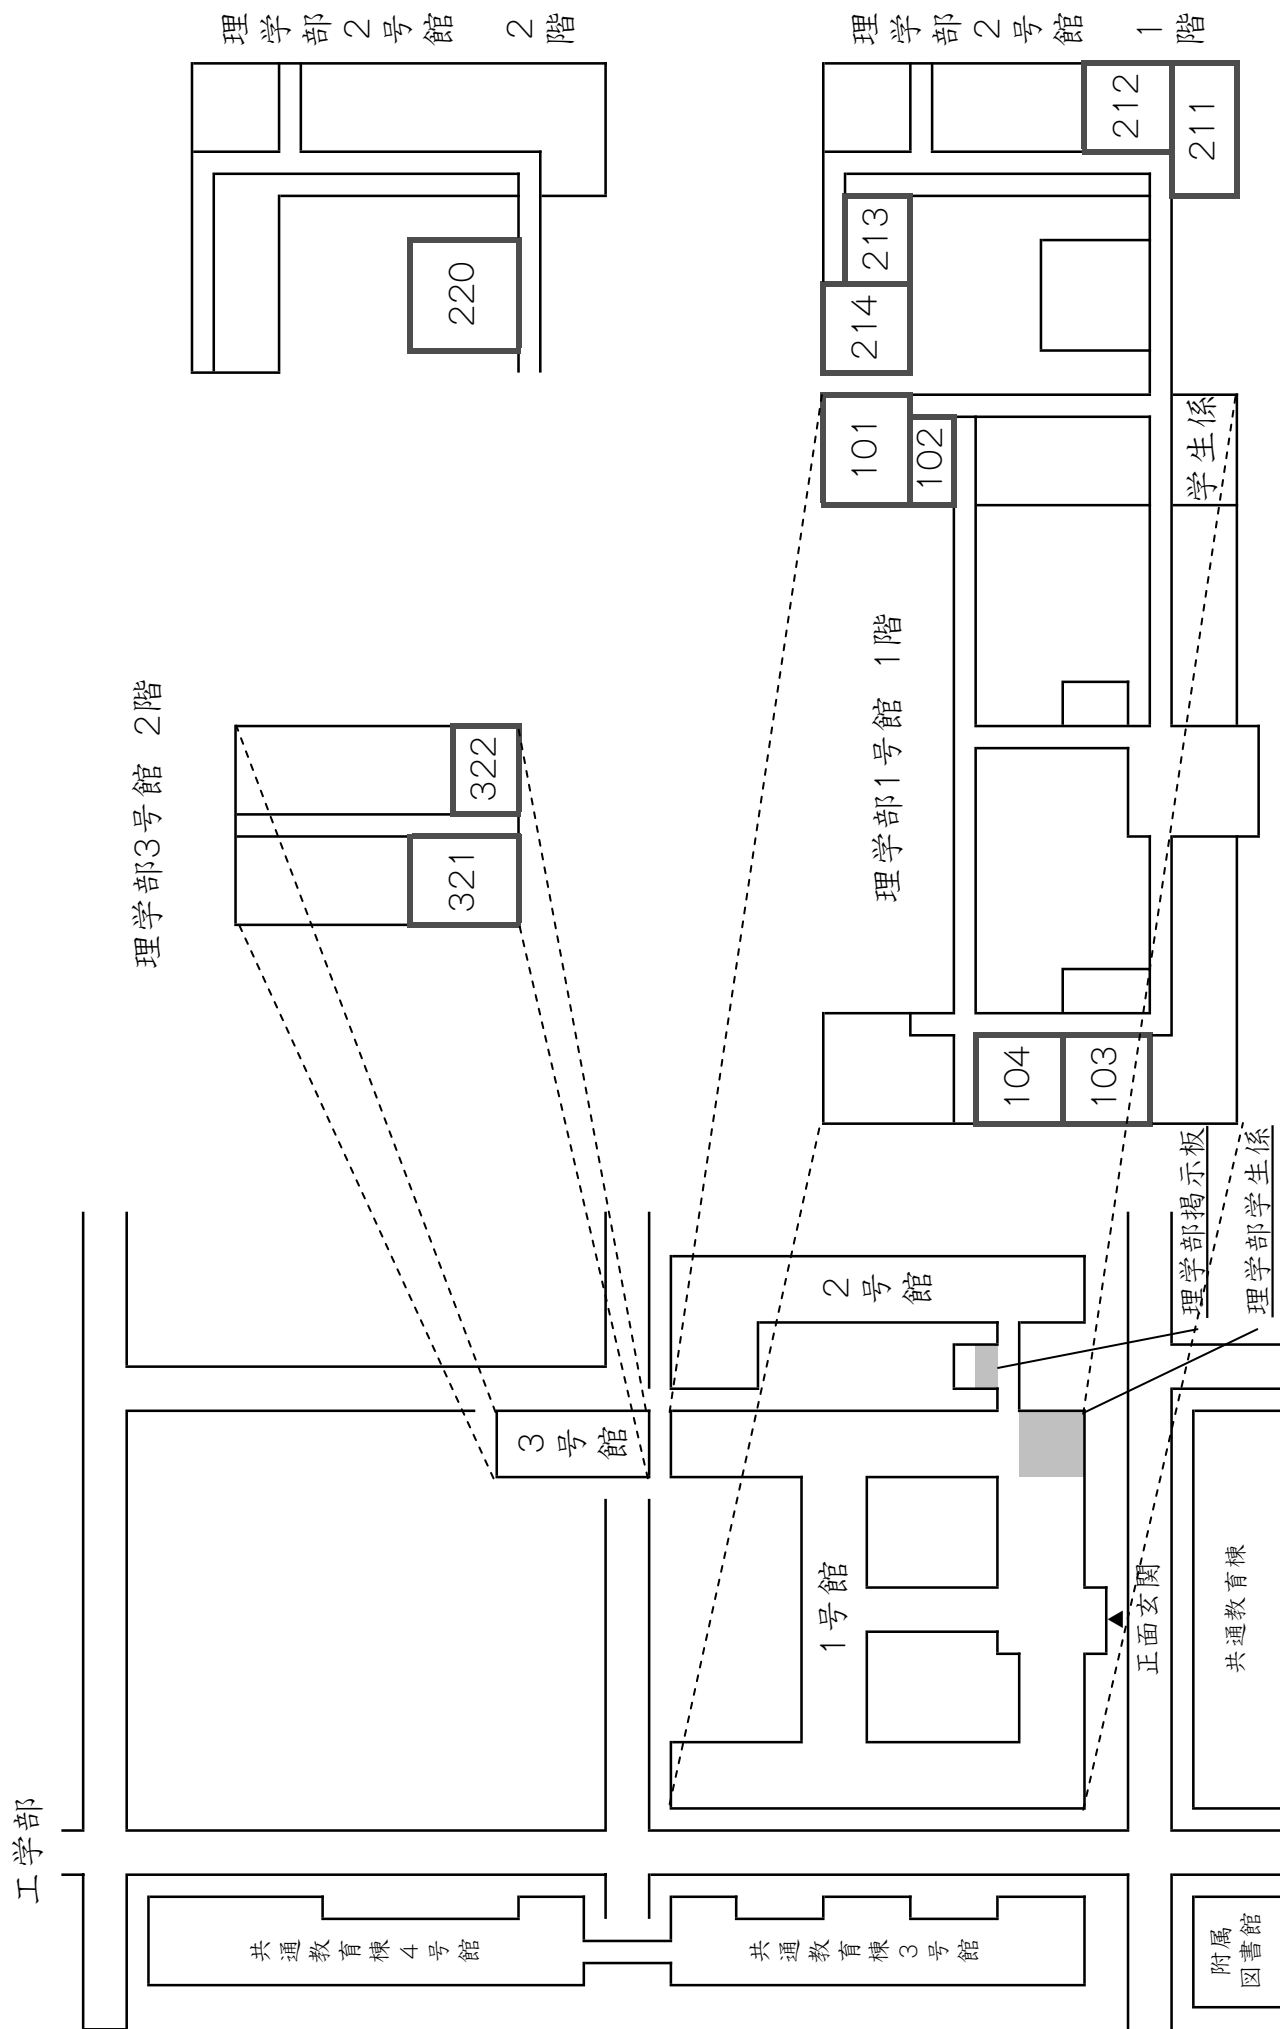 理学部2号館 2階
220
理学部2号館 1階
212
211
213
214
101
102
学生係
理学部3号館 2階
322
321
理学部1号館 1階
104
103
理学部掲示板
理学部学生係
2号館
3号館
1号館
正面玄関
共通教育棟
工学部
共通教育棟4号館
共通教育棟3号館
附属
図書館